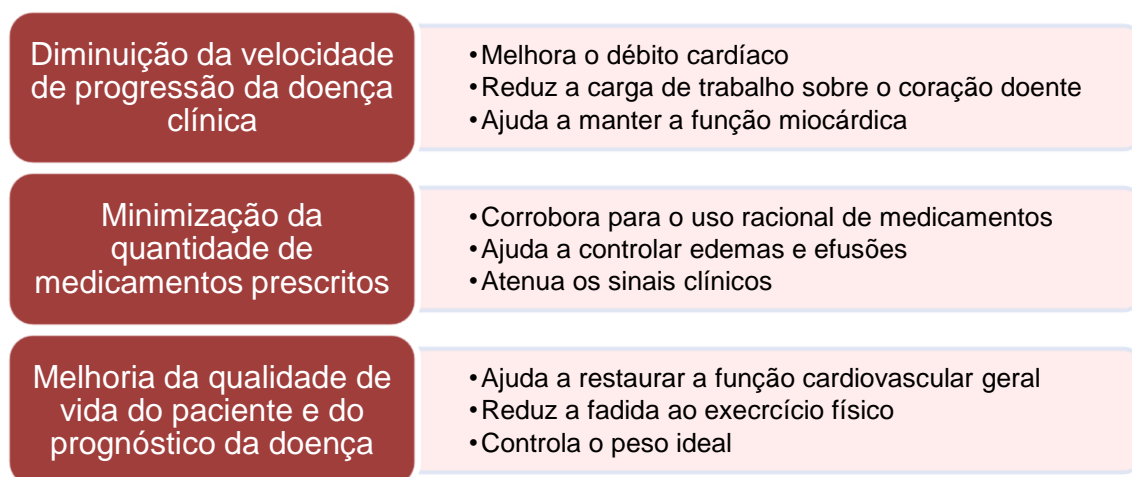 Diminuição da velocidade
de progressão da doença
clínica
•Melhora o débito cardíaco
•Reduz a carga de trabalho sobre o coração doente
•Ajuda a manter a função miocárdica
Minimização da
quantidade de
medicamentos prescritos
•Corrobora para o uso racional de medicamentos
•Ajuda a controlar edemas e efusões
•Atenua os sinais clínicos
Melhoria da qualidade de
vida do paciente e do
prognóstico da doença
•Ajuda a restaurar a função cardiovascular geral
•Reduz a fadida ao execrcício físico
•Controla o peso ideal